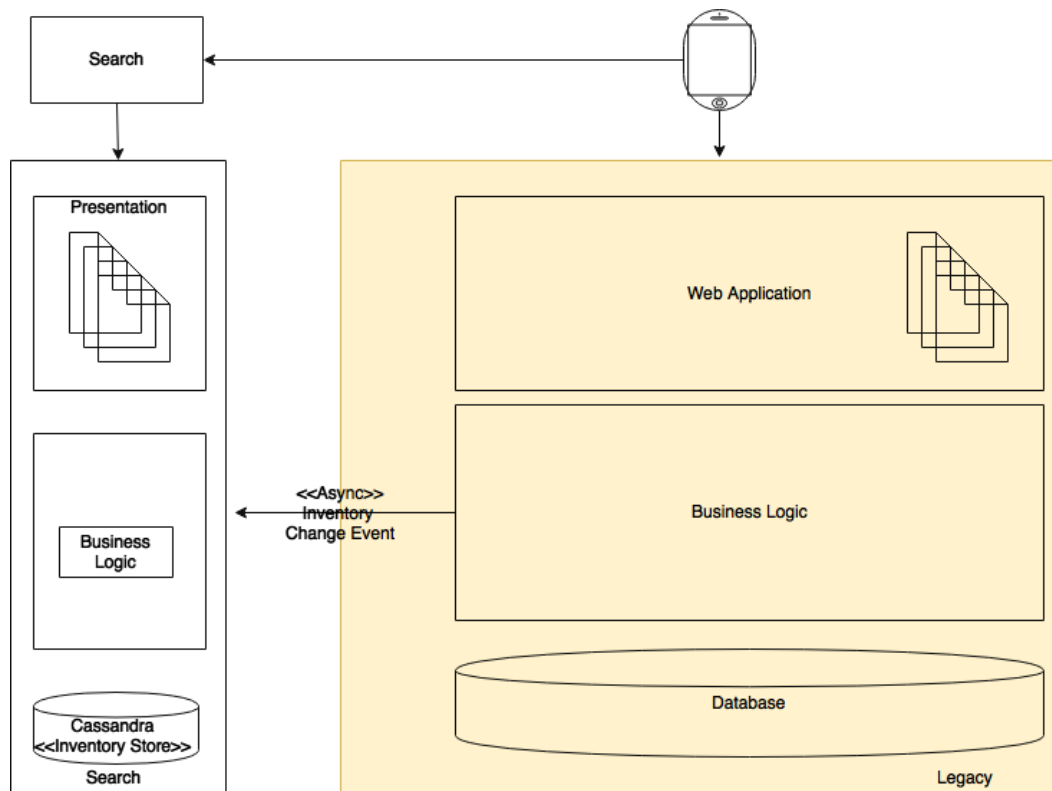 Search
Presentation
Web Application
<<Async>>
Inventory
Change Event
Business Logic
Business
Logic
Database
Cassandra
<<Inventory Store>>
Search
Legacy